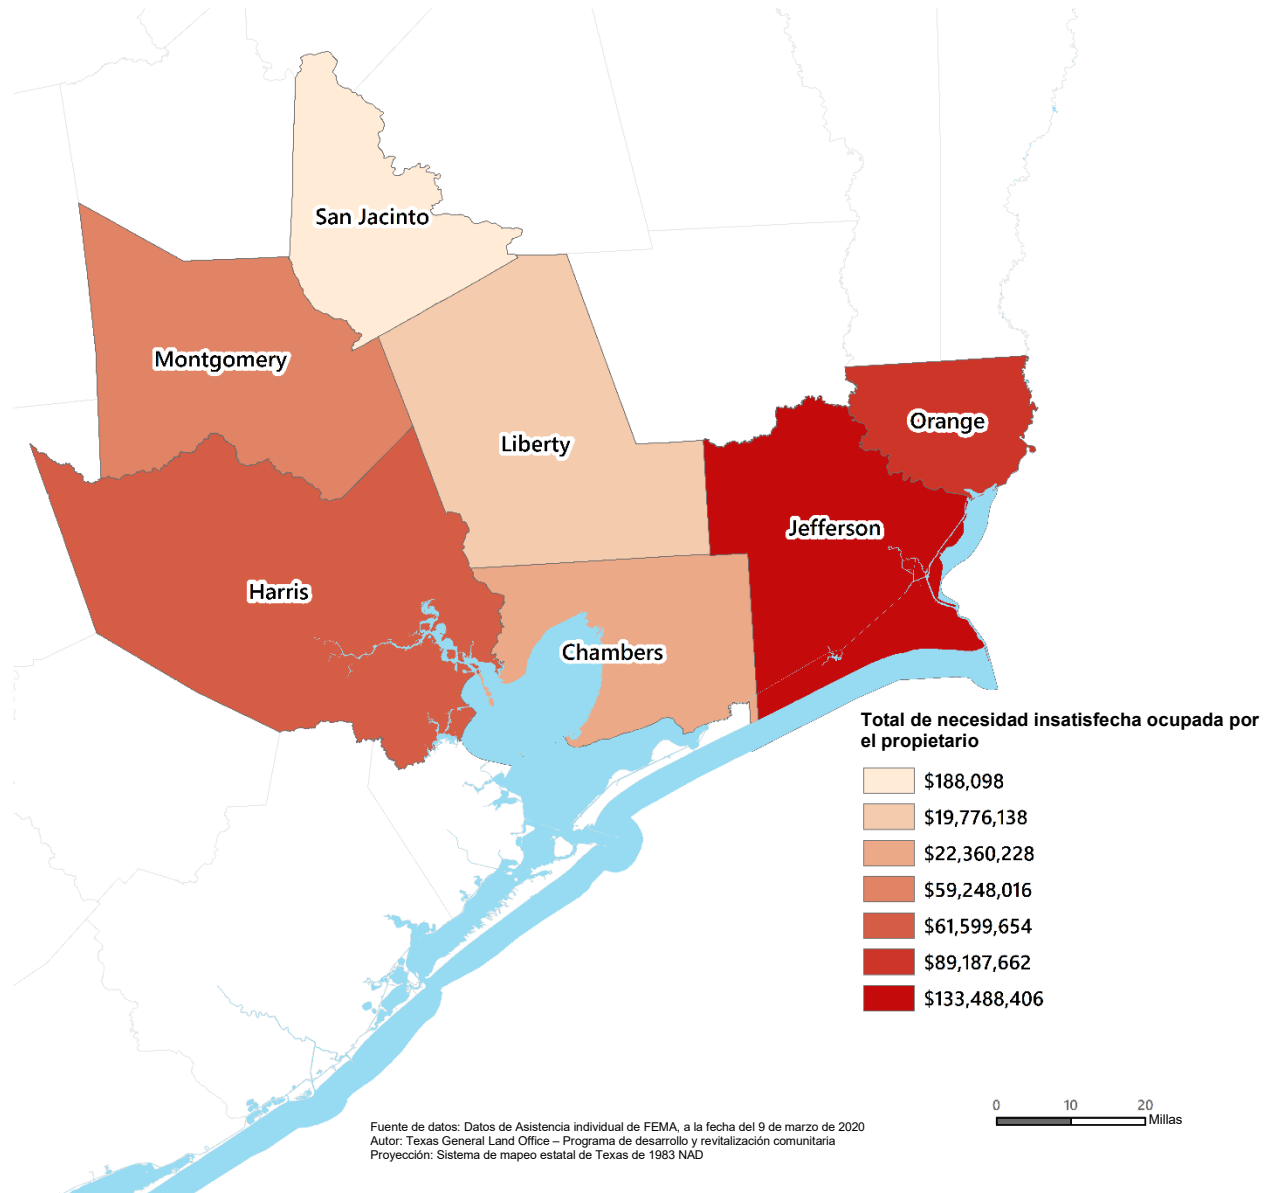 San Jacinto
Montgomery
Orange
Liberty
Jefferson
Harris
Chambers
Total de necesidad insatisfecha ocupada por
el propietario
$188,098
$19,776,138
$22,360,228
$59,248,016
$61,599,654
$89,187,662
$133,488,406
0 10 20
Millas
Fuente de datos: Datos de Asistencia individual de FEMA, a la fecha del 9 de marzo de 2020
Autor: Texas General Land Office – Programa de desarrollo y revitalización comunitaria
Proyección: Sistema de mapeo estatal de Texas de 1983 NAD